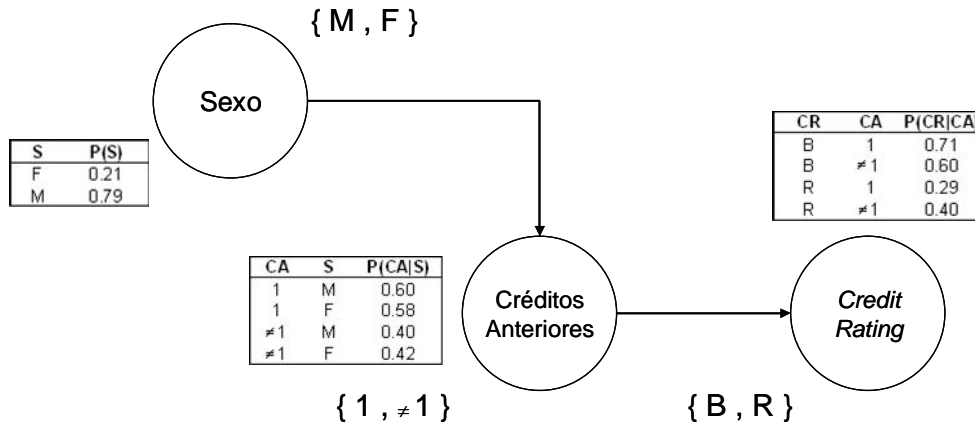 { M , F }
Sexo
S P(S)
F 0.21
M 0.79
CR CA P(CR|CA)
B 1 0.71
B ≠1 0.60
R 1 0.29
R ≠1 0.40
CA S P(CA|S)
1 M 0.60
1 F 0.58
≠1 M 0.40
≠1 F 0.42
Créditos
Anteriores
Credit
Rating
{ 1 , ≠1 }
{ B , R }